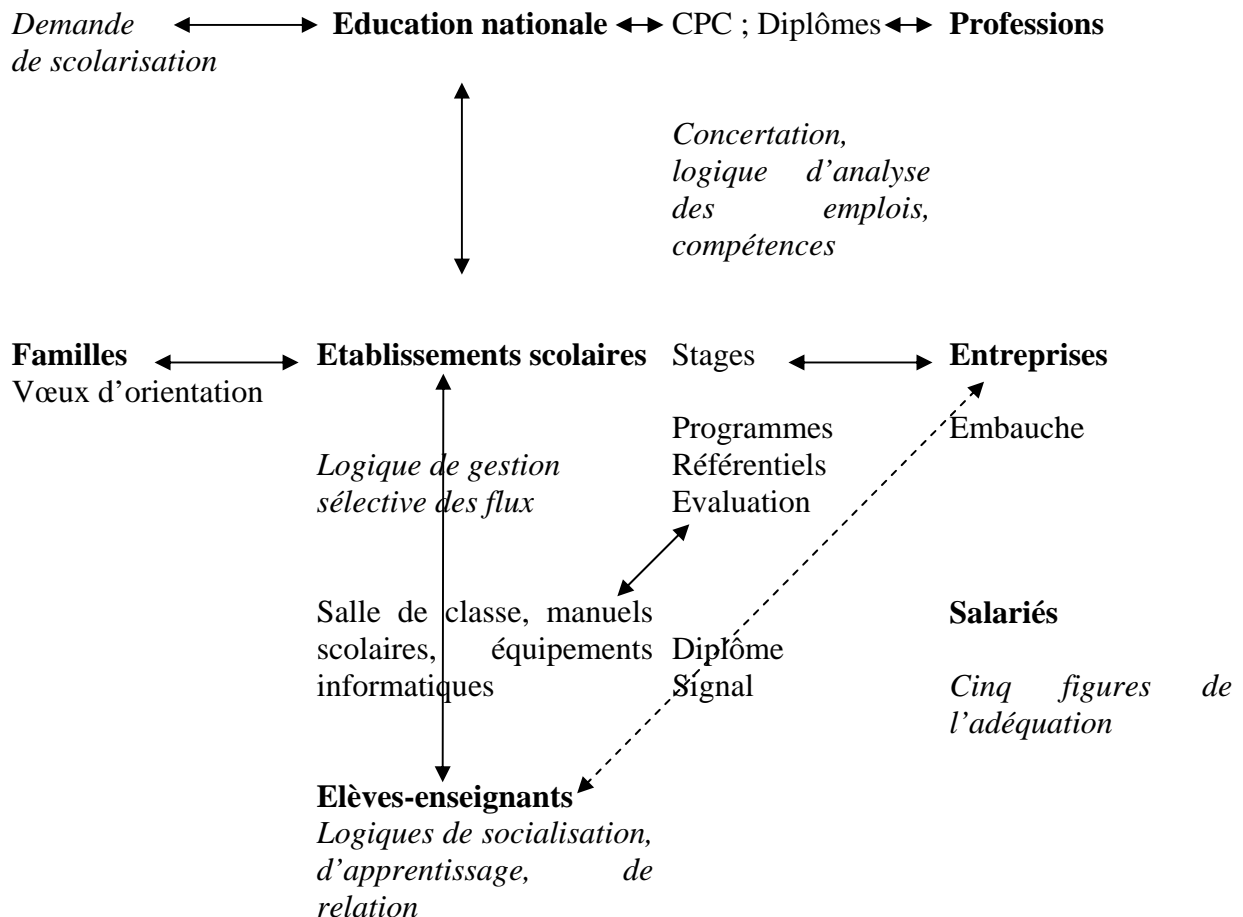 Demande Education nationale CPC ; Diplômes Professions
de scolarisation
Concertation,
logique d'analyse
des emplois,
compétences
Familles Etablissements scolaires Stages Entreprises
Vœux d'orientation
Programmes Embauche
Référentiels
Evaluation
Logique de gestion
sélective des flux
Salle de classe, manuels
scolaires, équipements
informatiques
Diplôme
Signal
Salariés
Cinq figures de
l'adéquation
Elèves-enseignants
Logiques de socialisation,
d'apprentissage, de
relation